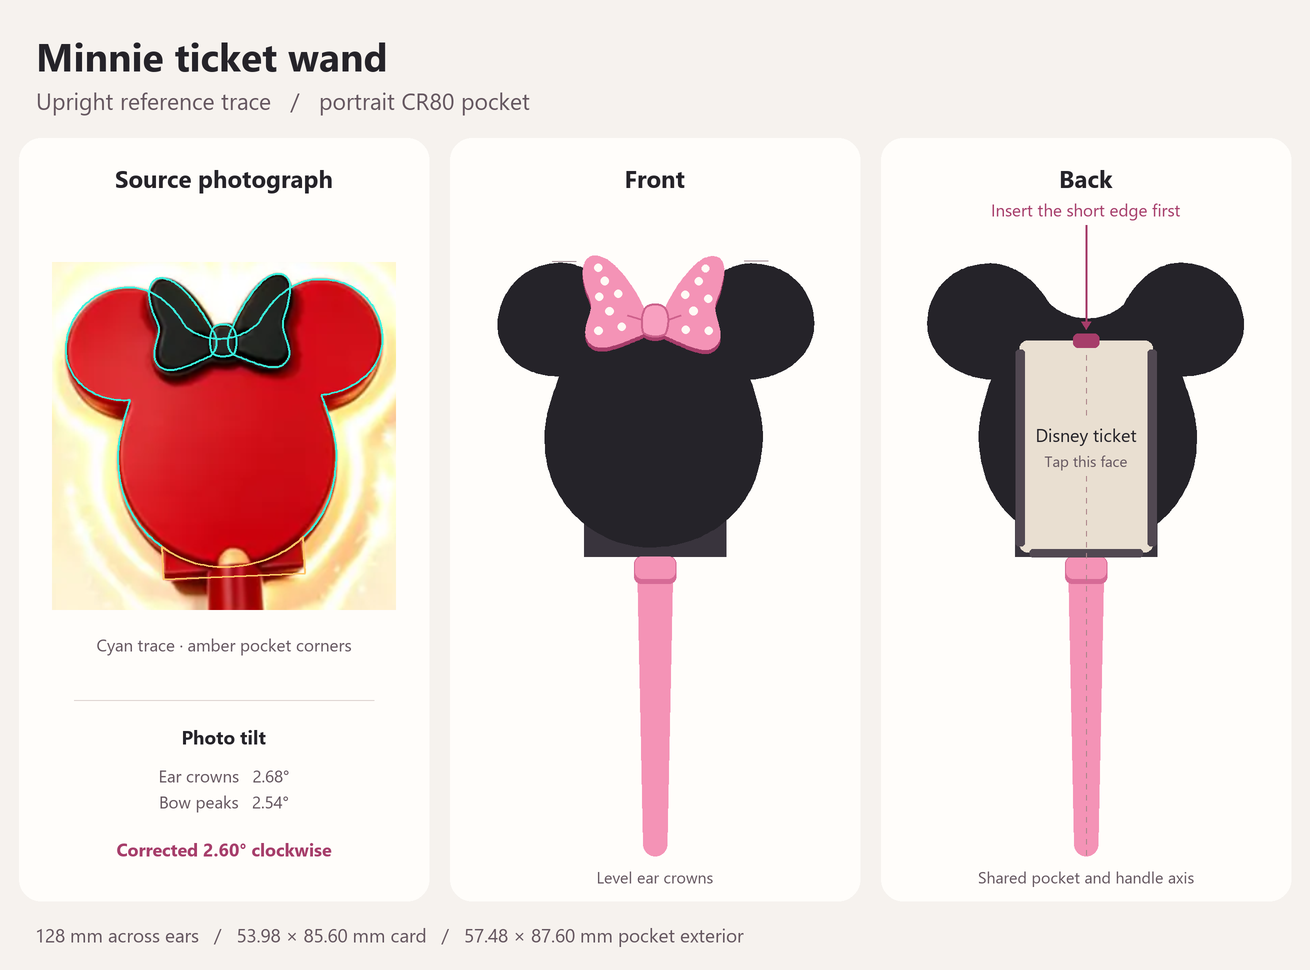 Minnie ticket wand
Upright reference trace / portrait CR80 pocket
Source photograph
Cyan trace · amber pocket corners
Photo tilt
Ear crowns 2.68°
Bow peaks 2.54°
Corrected 2.60° clockwise
Front
Level ear crowns
Back
Insert the short edge first
Disney ticket
Tap this face
Shared pocket and handle axis
128 mm across ears / 53.98 × 85.60 mm card / 57.48 × 87.60 mm pocket exterior